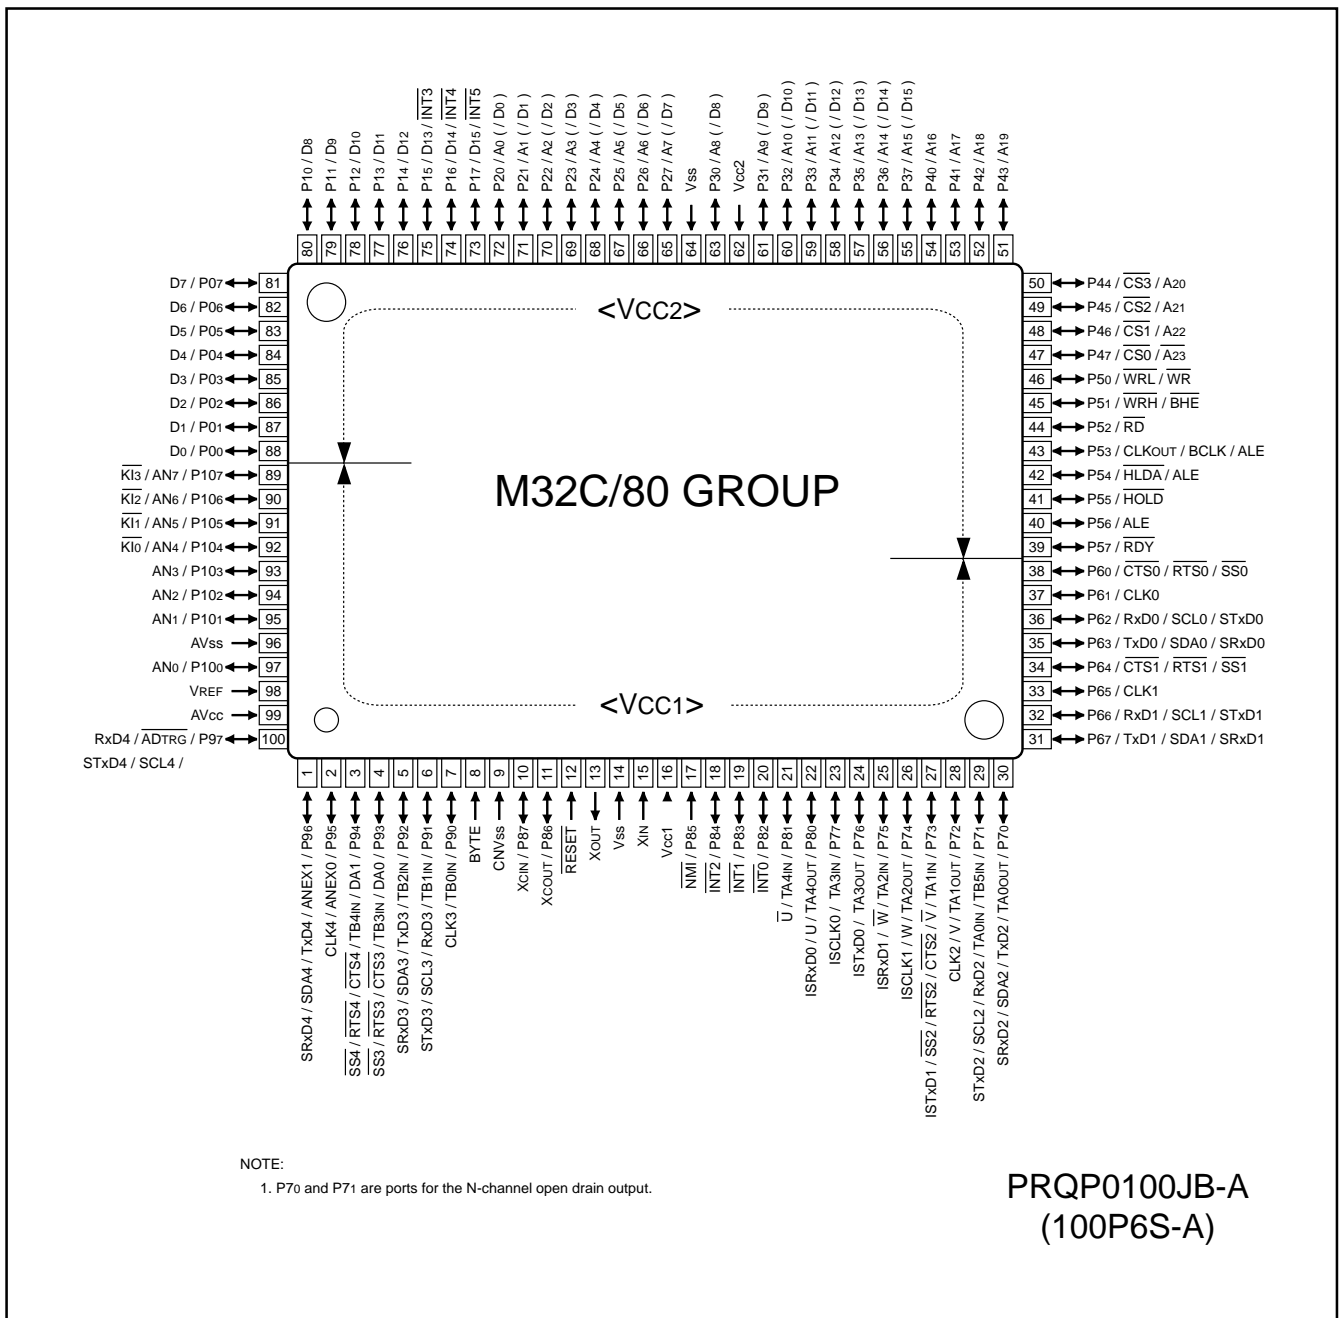 P10 / D8
P11 / D9
P12 / D10
P13 / D11
P14 / D12
P15 / D13 / INT3
P16 / D14 / INT4
P17 / D15 / INT5
P20 / A0 ( / D0 )
P21 / A1 ( / D1 )
P22 / A2 ( / D2 )
P23 / A3 ( / D3 )
P24 / A4 ( / D4 )
P25 / A5 ( / D5 )
P26 / A6 ( / D6 )
P27 / A7 ( / D7 )
Vss
P30 / A8 ( / D8 )
Vcc2
P31 / A9 ( / D9 )
P32 / A10 ( / D10 )
P33 / A11 ( / D11 )
P34 / A12 ( / D12 )
P35 / A13 ( / D13 )
P36 / A14 ( / D14 )
P37 / A15 ( / D15 )
P40 / A16
P41 / A17
P42 / A18
P43 / A19
80 79 78 77 76 75 74 73 72 71 70 69 68 67 66 65 64 63 62 61 60 59 58 57 56 55 54 53 52 51
D7 / P07 81
D6 / P06 82
D5 / P05 83
D4 / P04 84
D3 / P03 85
D2 / P02 86
D1 / P01 87
D0 / P00 88
KI3 / AN7 / P107 89
KI2 / AN6 / P106 90
KI1 / AN5 / P105 91
KI0 / AN4 / P104 92
AN3 / P103 93
AN2 / P102 94
AN1 / P101 95
AVss 96
AN0 / P100 97
VREF 98
AVcc 99
RxD4 / ADTRG / P97 100
STxD4 / SCL4 /
<VCC2>
M32C/80 GROUP
<VCC1>
50 P44 / CS3 / A20
49 P45 / CS2 / A21
48 P46 / CS1 / A22
47 P47 / CS0 / A23
46 P50 / WRL / WR
45 P51 / WRH / BHE
44 P52 / RD
43 P53 / CLKOUT / BCLK / ALE
42 P54 / HLDA / ALE
41 P55 / HOLD
40 P56 / ALE
39 P57 / RDY
38 P60 / CTS0 / RTS0 / SS0
37 P61 / CLK0
36 P62 / RxD0 / SCL0 / STxD0
35 P63 / TxD0 / SDA0 / SRxD0
34 P64 / CTS1 / RTS1 / SS1
33 P65 / CLK1
32 P66 / RxD1 / SCL1 / STxD1
31 P67 / TxD1 / SDA1 / SRxD1
1 2 3 4 5 6 7 8 9 10 11 12 13 14 15 16 17 18 19 20 21 22 23 24 25 26 27 28 29 30
SRxD4 / SDA4 / TxD4 / ANEX1 / P96
CLK4 / ANEX0 / P95
SS4 / RTS4 / CTS4 / TB4IN / DA1 / P94
SS3 / RTS3 / CTS3 / TB3IN / DA0 / P93
SRxD3 / SDA3 / TxD3 / TB2IN / P92
STxD3 / SCL3 / RxD3 / TB1IN / P91
CLK3 / TB0IN / P90
BYTE
CNVss
XCIN / P87
XCOUT / P86
RESET
XOUT
Vss
XIN
Vcc1
NMI / P85
INT2 / P84
INT1 / P83
INT0 / P82
U / TA4IN / P81
ISRxD0 / U / TA4OUT / P80
ISCLK0 / TA3IN / P77
ISTxD0 / TA3OUT / P76
ISRxD1 / W / TA2IN / P75
ISCLK1 / W / TA2OUT / P74
ISTxD1 / SS2 / RTS2 / CTS2 / V / TA1IN / P73
CLK2 / V / TA1OUT / P72
STxD2 / SCL2 / RxD2 / TA0IN / TB5IN / P71
SRxD2 / SDA2 / TxD2 / TA0OUT / P70
NOTE:
1. P70 and P71 are ports for the N-channel open drain output.
PRQP0100JB-A
(100P6S-A)